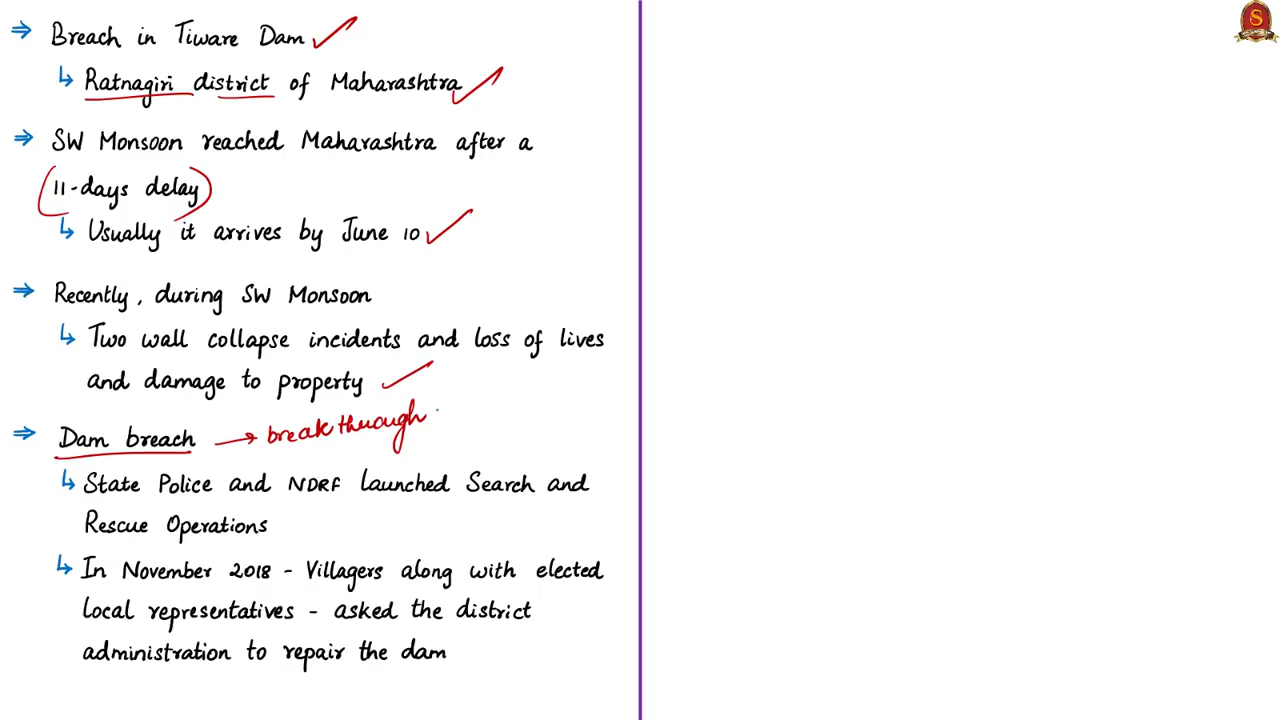 ⇒ Breach in Tiware Dam
↳ Ratnagiri district of Maharashtra
⇒ SW Monsoon reached Maharashtra after a
11-days delay
↳ Usually it arrives by June 10
⇒ Recently, during SW Monsoon
↳ Two wall collapse incidents and loss of lives
and damage to property
⇒ Dam breach → break through
↳ State Police and NDRF launched Search and
Rescue Operations
↳ In November 2018 - Villagers along with elected
local representatives - asked the district
administration to repair the dam
S